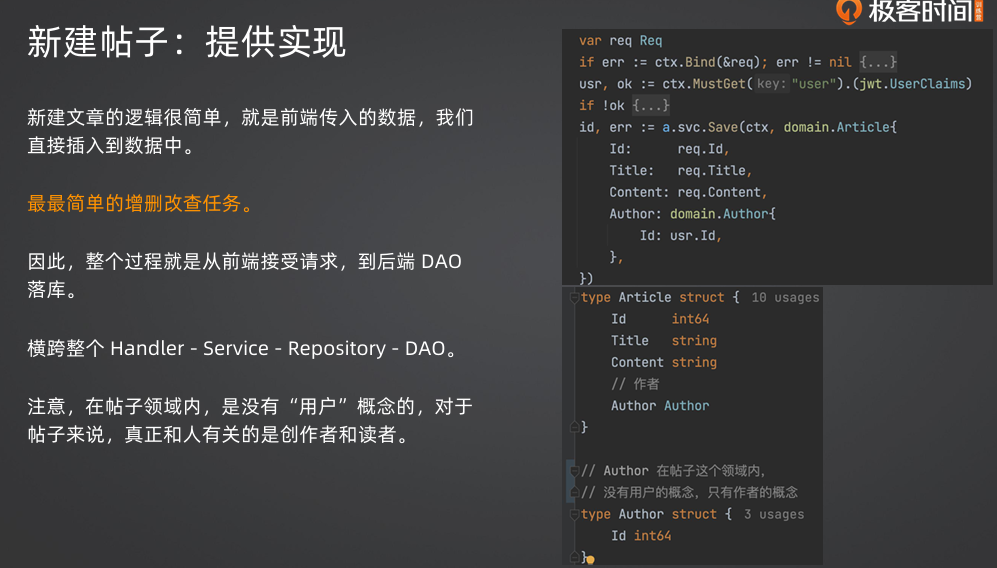 新建帖子：提供实现
极客时间 训练营
新建文章的逻辑很简单，就是前端传入的数据，我们
直接插入到数据中。
最最简单的增删改查任务。
因此，整个过程就是从前端接受请求，到后端 DAO
落库。
横跨整个 Handler - Service - Repository - DAO。
注意，在帖子领域内，是没有“用户”概念的，对于
帖子来说，真正和人有关的是创作者和读者。
var req Req
if err := ctx.Bind(&req); err != nil {...}
usr, ok := ctx.MustGet( key: "user").(jwt.UserClaims)
if !ok {...}
id, err := a.svc.Save(ctx, domain.Article{
Id: req.Id,
Title: req.Title,
Content: req.Content,
Author: domain.Author{
Id: usr.Id,
},
})
type Article struct { 10 usages
Id int64
Title string
Content string
// 作者
Author Author
}
// Author 在帖子这个领域内，
// 没有用户的概念，只有作者的概念
type Author struct { 3 usages
Id int64
}